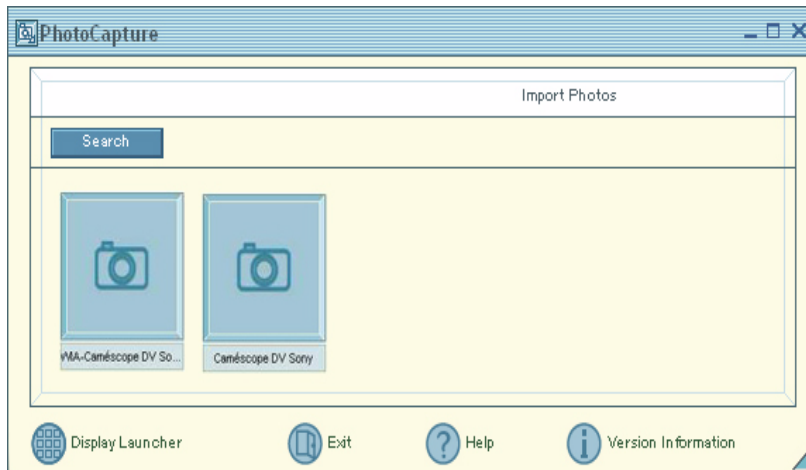 PhotoCapture
Import Photos
Search
WIA-Caméscope DV So...
Caméscope DV Sony
Display Launcher
Exit
Help
Version Information